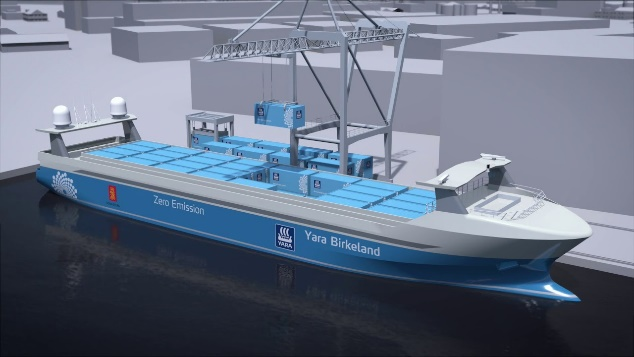 Zero Emission
YARA
Yara Birkeland